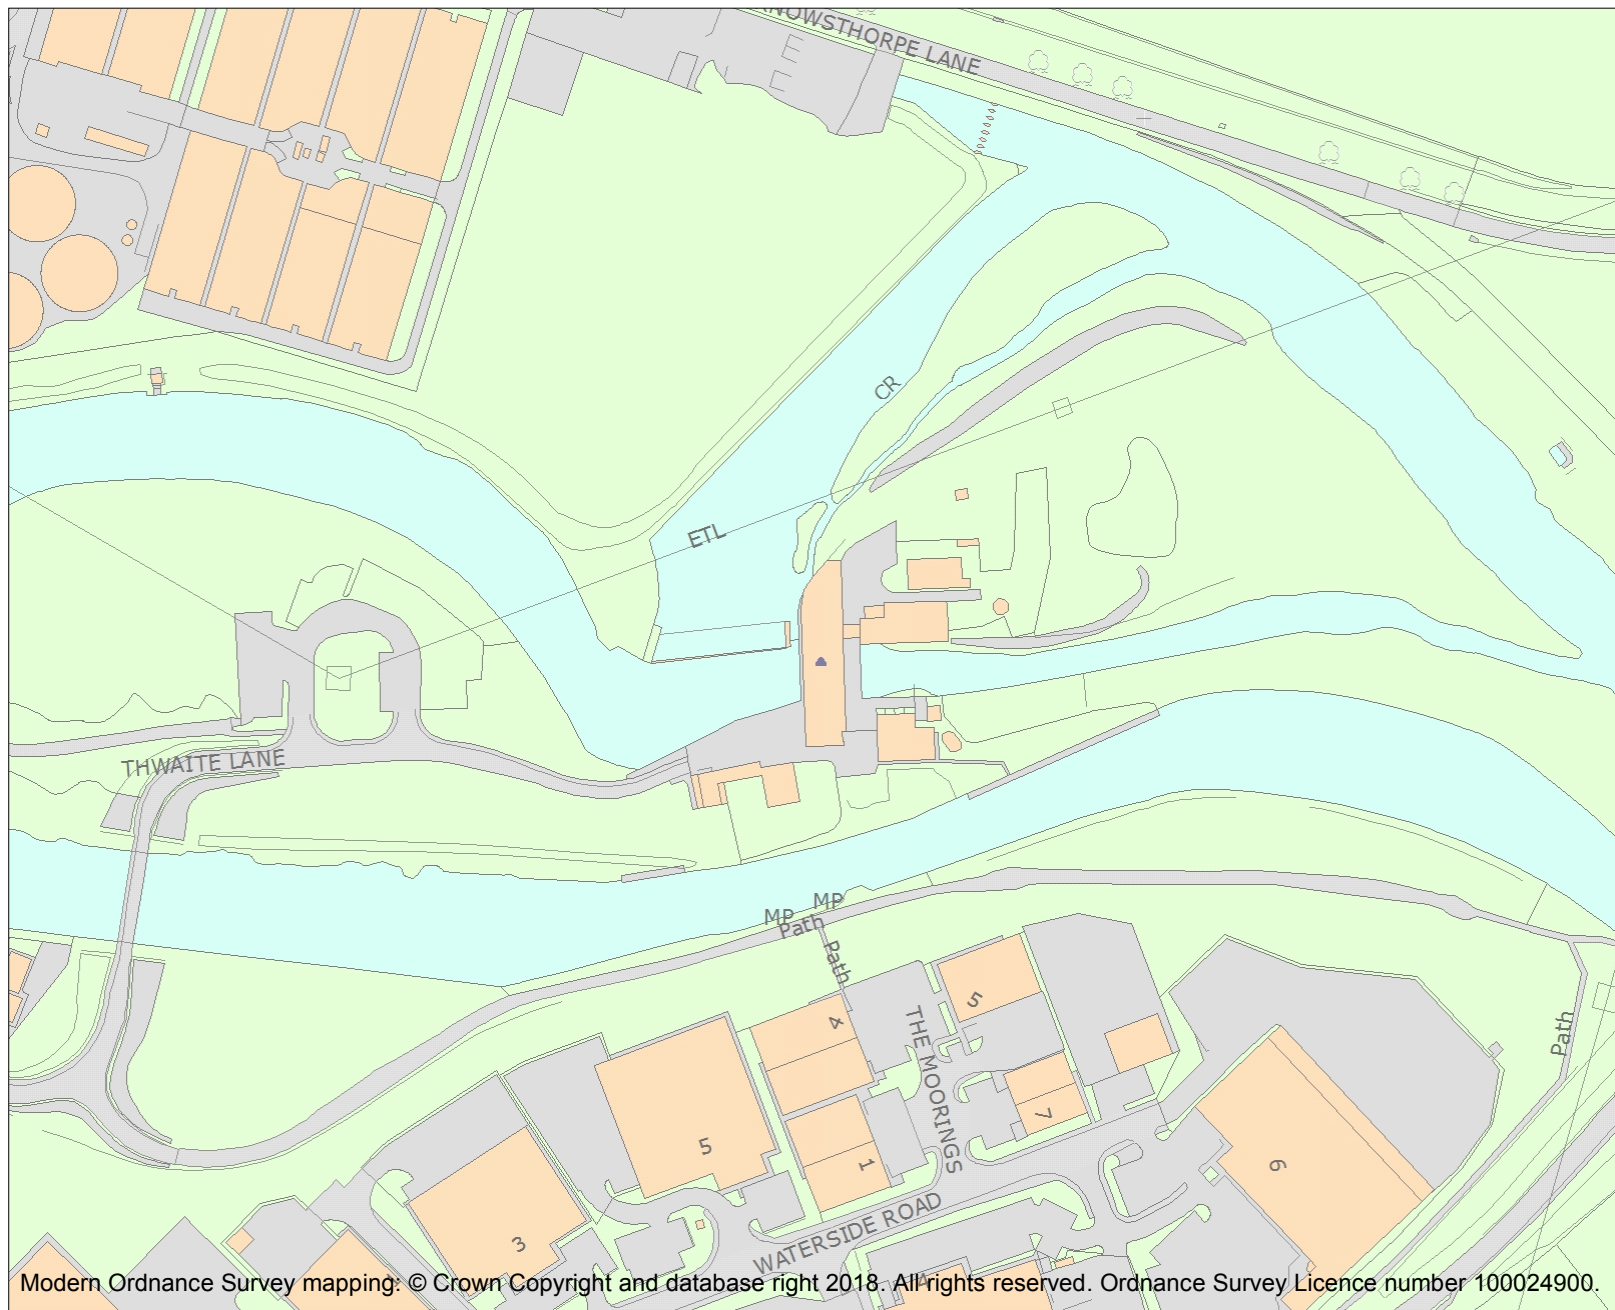 KNOWSTHORPE LANE
CR
ETL
THWAITE LANE
MP
MP
Path
Path
5
4
THE MOORINGS
Path
7
5
1
6
3
WATERSIDE ROAD
Modern Ordnance Survey mapping: © Crown Copyright and database right 2018. All rights reserved. Ordnance Survey Licence number 100024900.